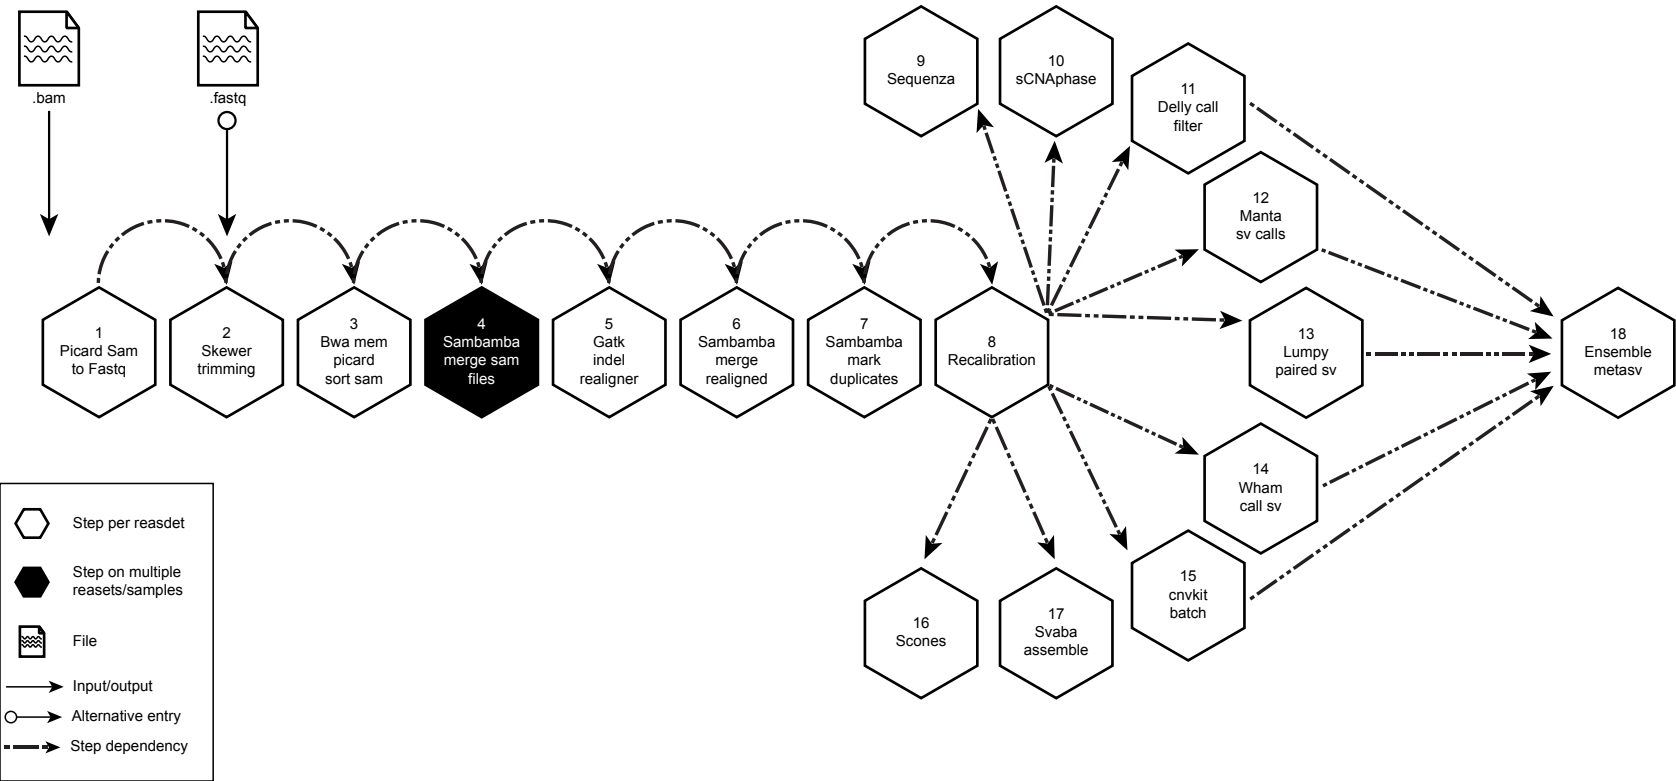 .bam
.fastq
1
Picard Sam
to Fastq
2
Skewer
trimming
3
Bwa mem
picard
sort sam
4
Sambamba
merge sam
files
5
Gatk
indel
realigner
6
Sambamba
merge
realigned
7
Sambamba
mark
duplicates
8
Recalibration
9
Sequenza
10
sCNAphase
11
Delly call
filter
12
Manta
sv calls
13
Lumpy
paired sv
14
Wham
call sv
15
cnvkit
batch
16
Scones
17
Svaba
assemble
18
Ensemble
metasv
Step per reasdet
Step on multiple
reasets/samples
File
Input/output
Alternative entry
Step dependency